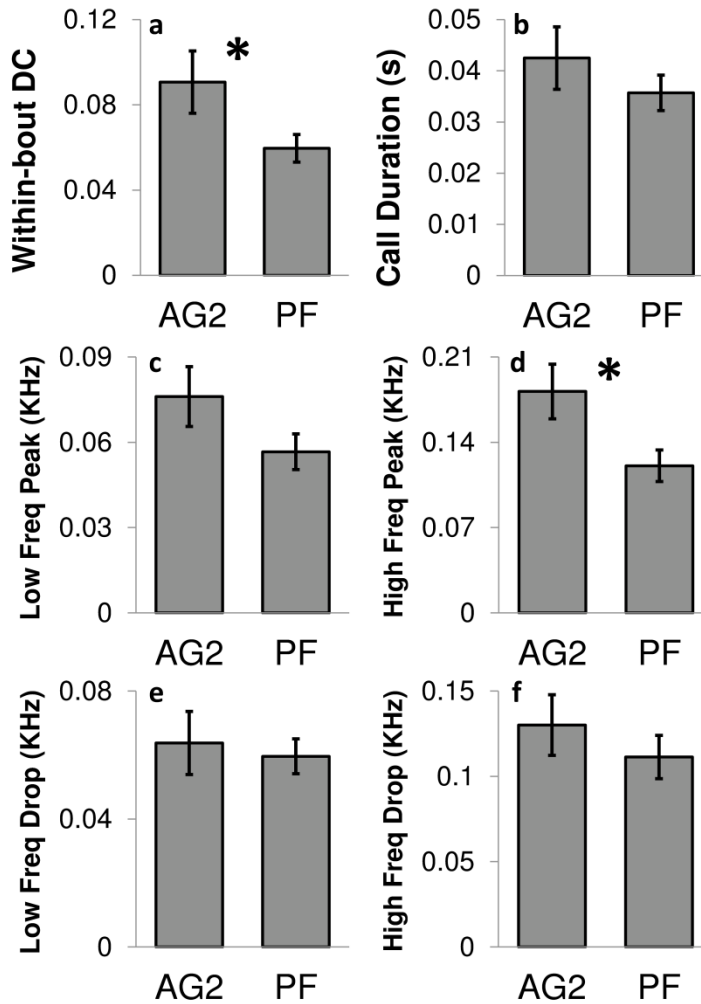 a
*
Within-bout DC
0.12
0.08
0.04
0
AG2 PF
b
Call Duration (s)
0.05
0.04
0.03
0.02
0.01
0
AG2 PF
c
Low Freq Peak (KHz)
0.09
0.06
0.03
0
AG2 PF
d
*
High Freq Peak (KHz)
0.21
0.14
0.07
0
AG2 PF
e
Low Freq Drop (KHz)
0.08
0.04
0
AG2 PF
f
High Freq Drop (KHz)
0.15
0.1
0.05
0
AG2 PF